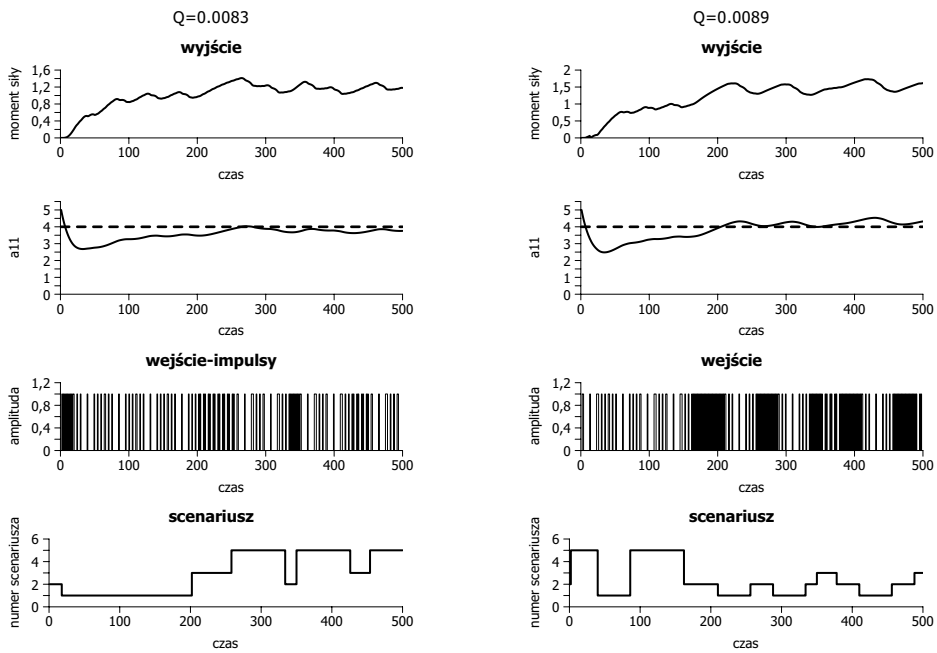 Q=0.0083
wyjście
moment siły
1,6
1,2
0,8
0,4
0
0 100 200 300 400 500
czas
a11
5
4
3
2
1
0
0 100 200 300 400 500
czas
wejście-impulsy
amplituda
1,2
0,8
0,4
0
0 100 200 300 400 500
czas
scenariusz
numer scenariusza
6
4
2
0
0 100 200 300 400 500
czas
Q=0.0089
wyjście
moment siły
2
1,5
1
0,5
0
0 100 200 300 400 500
czas
a11
5
4
3
2
1
0
0 100 200 300 400 500
czas
wejście
amplituda
1,2
0,8
0,4
0
0 100 200 300 400 500
czas
scenariusz
numer scenariusza
6
4
2
0
0 100 200 300 400 500
czas